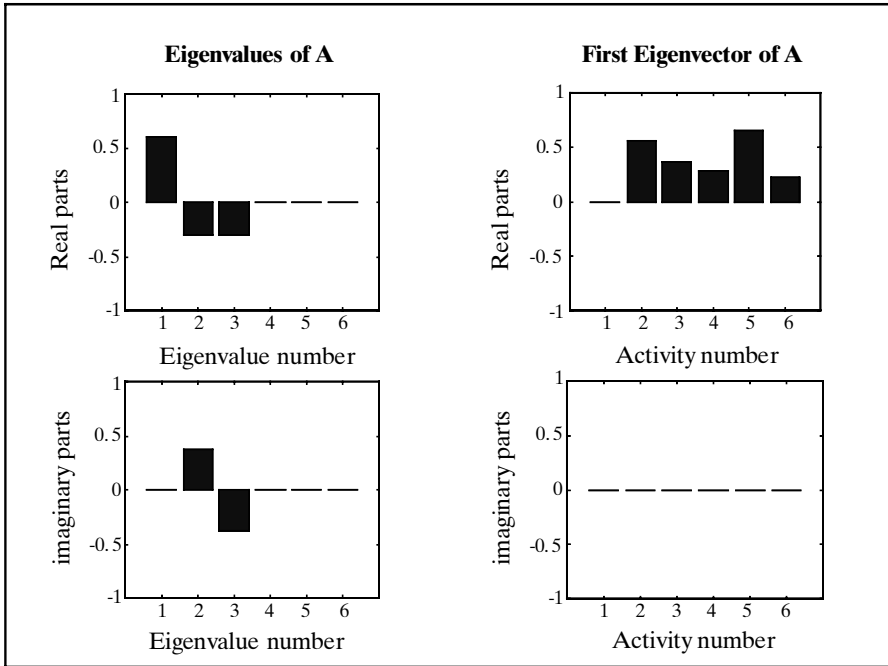 Eigenvalues of A
1
0.5
0
-0.5
-1
Real parts
1 2 3 4 5 6
Eigenvalue number
First Eigenvector of A
1
0.5
0
-0.5
-1
Real parts
1 2 3 4 5 6
Activity number
1
0.5
0
-0.5
-1
imaginary parts
1 2 3 4 5 6
Eigenvalue number
1
0.5
0
-0.5
-1
imaginary parts
1 2 3 4 5 6
Activity number